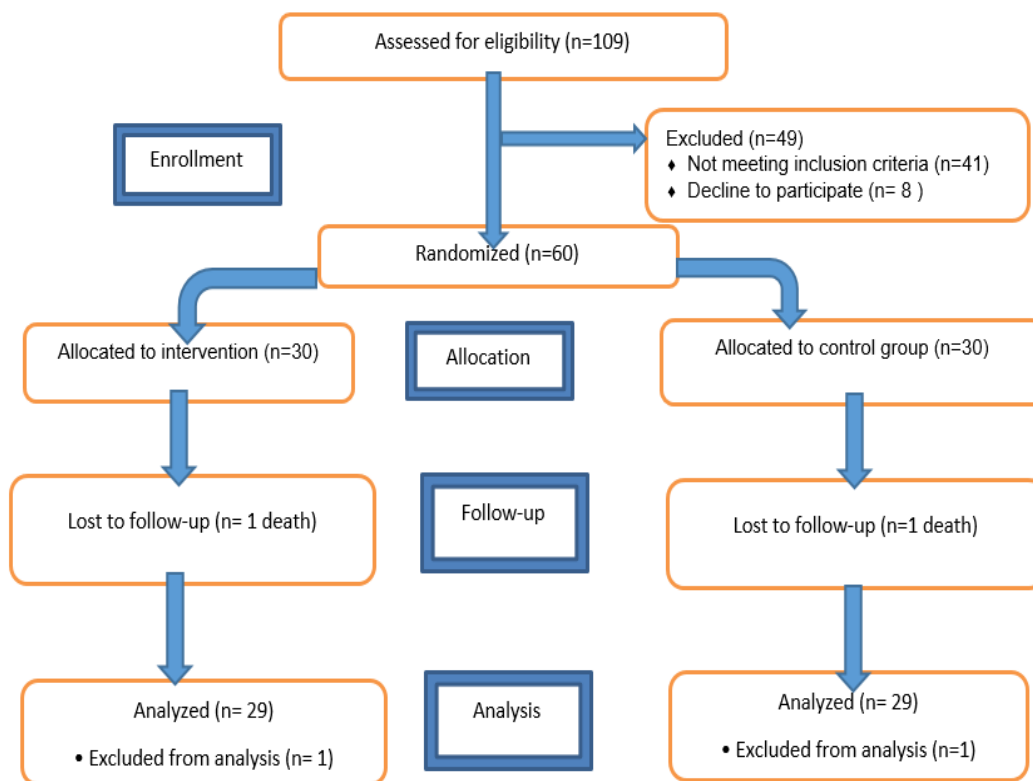 Assessed for eligibility (n=109)
Enrollment
Excluded (n=49)
♦ Not meeting inclusion criteria (n=41)
♦ Decline to participate (n= 8 )
Randomized (n=60)
Allocated to intervention (n=30)
Allocation
Allocated to control group (n=30)
Lost to follow-up (n= 1 death)
Follow-up
Lost to follow-up (n=1 death)
Analyzed (n= 29)
• Excluded from analysis (n= 1)
Analysis
Analyzed (n= 29)
• Excluded from analysis (n=1)